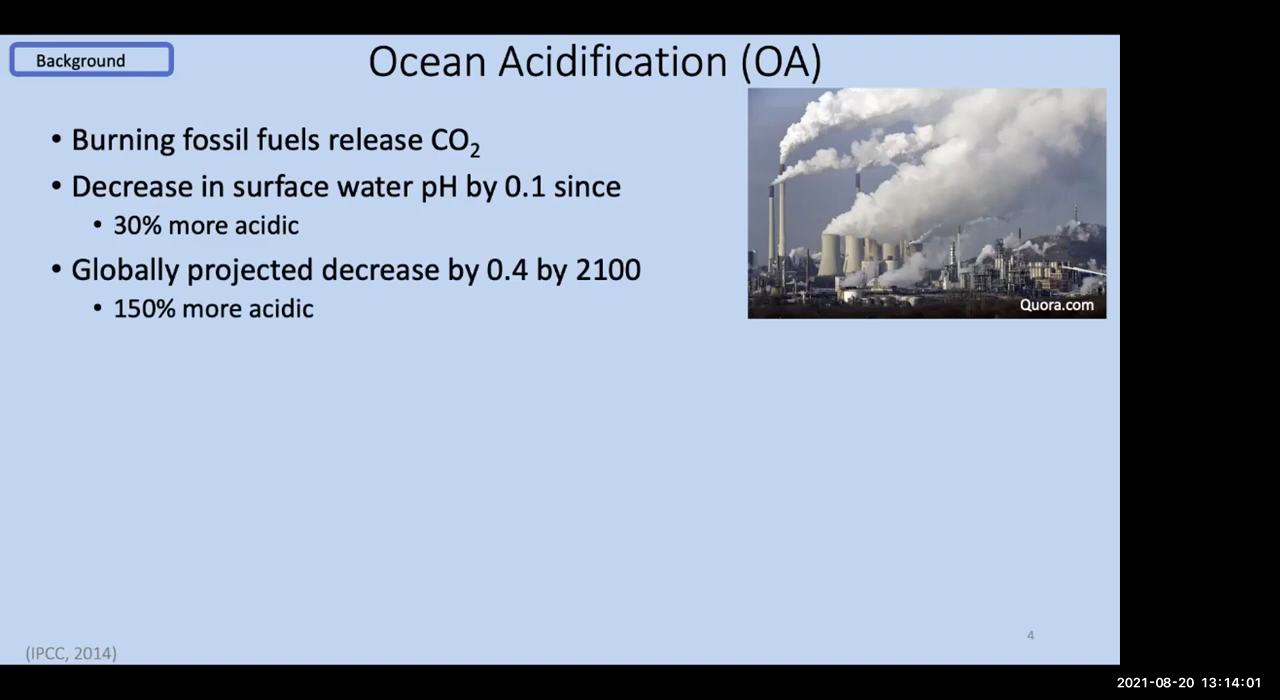 Background
Ocean Acidification (OA)
• Burning fossil fuels release CO₂
• Decrease in surface water pH by 0.1 since
• 30% more acidic
• Globally projected decrease by 0.4 by 2100
• 150% more acidic
Quora.com
4
(IPCC, 2014)
2021-08-20 13:14:01